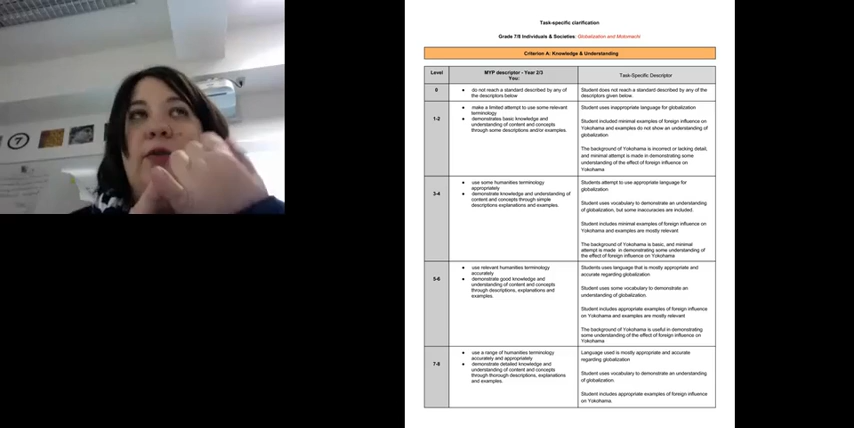 Task-specific clarification
Grade 7/8 Individuals & Societies: Globalization and Motomachi
Criterion A: Knowledge & Understanding
Level
MYP descriptor - Year 2/3
You:
Task-Specific Descriptor
0
● do not reach a standard described by any of
the descriptors below
Student does not reach a standard described by any of the
descriptors given below.
1-2
● make a limited attempt to use some relevant
terminology
● demonstrates basic knowledge and
understanding of content and concepts
through some descriptions and/or examples.
Student uses inappropriate language for globalization
Student included minimal examples of foreign influence on
Yokohama and examples do not show an understanding of
globalization
The background of Yokohama is incorrect or lacking detail,
and minimal attempt is made in demonstrating some
understanding of the effect of foreign influence on
Yokohama
3-4
● use some humanities terminology
appropriately
● demonstrate knowledge and understanding of
content and concepts through simple
descriptions explanations and examples.
Students attempt to use appropriate language for
globalization
Student uses vocabulary to demonstrate an understanding
of globalization, but some inaccuracies are included.
Student includes minimal examples of foreign influence on
Yokohama and examples are mostly relevant
The background of Yokohama is basic, and minimal
attempt is made in demonstrating some understanding of
the effect of foreign influence on Yokohama
5-6
● use relevant humanities terminology
accurately
● demonstrate good knowledge and
understanding of content and concepts
through descriptions, explanations and
examples.
Students uses language that is mostly appropriate and
accurate regarding globalization
Student uses some vocabulary to demonstrate an
understanding of globalization.
Student includes appropriate examples of foreign influence
on Yokohama and examples are mostly relevant
The background of Yokohama is useful in demonstrating
some understanding of the effect of foreign influence on
Yokohama
7-8
● use a range of humanities terminology
accurately and appropriately
● demonstrate detailed knowledge and
understanding of content and concepts
through thorough descriptions, explanations
and examples.
Language used is mostly appropriate and accurate
regarding globalization
Student uses vocabulary to demonstrate an understanding
of globalization.
Student includes appropriate examples of foreign influence
on Yokohama.
7